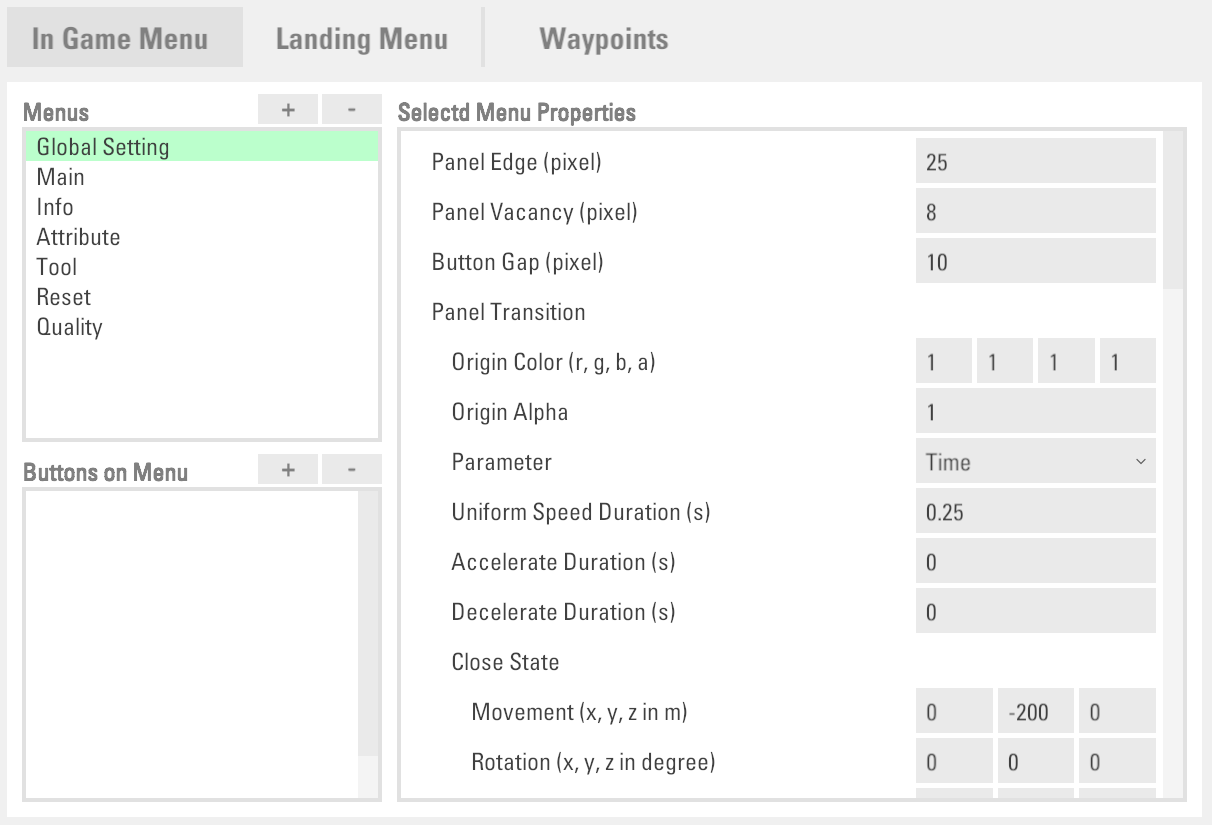 In Game Menu Landing Menu Waypoints
Menus + -
Global Setting
Main
Info
Attribute
Tool
Reset
Quality
Buttons on Menu + -
Selectd Menu Properties
Panel Edge (pixel) 25
Panel Vacancy (pixel) 8
Button Gap (pixel) 10
Panel Transition
Origin Color (r, g, b, a) 1 1 1 1
Origin Alpha 1
Parameter Time
Uniform Speed Duration (s) 0.25
Accelerate Duration (s) 0
Decelerate Duration (s) 0
Close State
Movement (x, y, z in m) 0 -200 0
Rotation (x, y, z in degree) 0 0 0